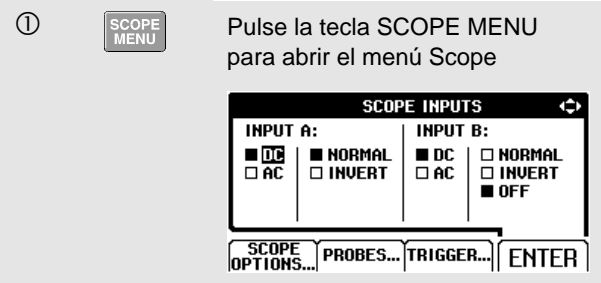 ①
SCOPE
MENU
Pulse la tecla SCOPE MENU
para abrir el menú Scope
SCOPE INPUTS
INPUT A: INPUT B:
■ DC ■ NORMAL ■ DC □ NORMAL
□ AC □ INVERT □ AC □ INVERT
■ OFF
SCOPE
OPTIONS... PROBES... TRIGGER... ENTER